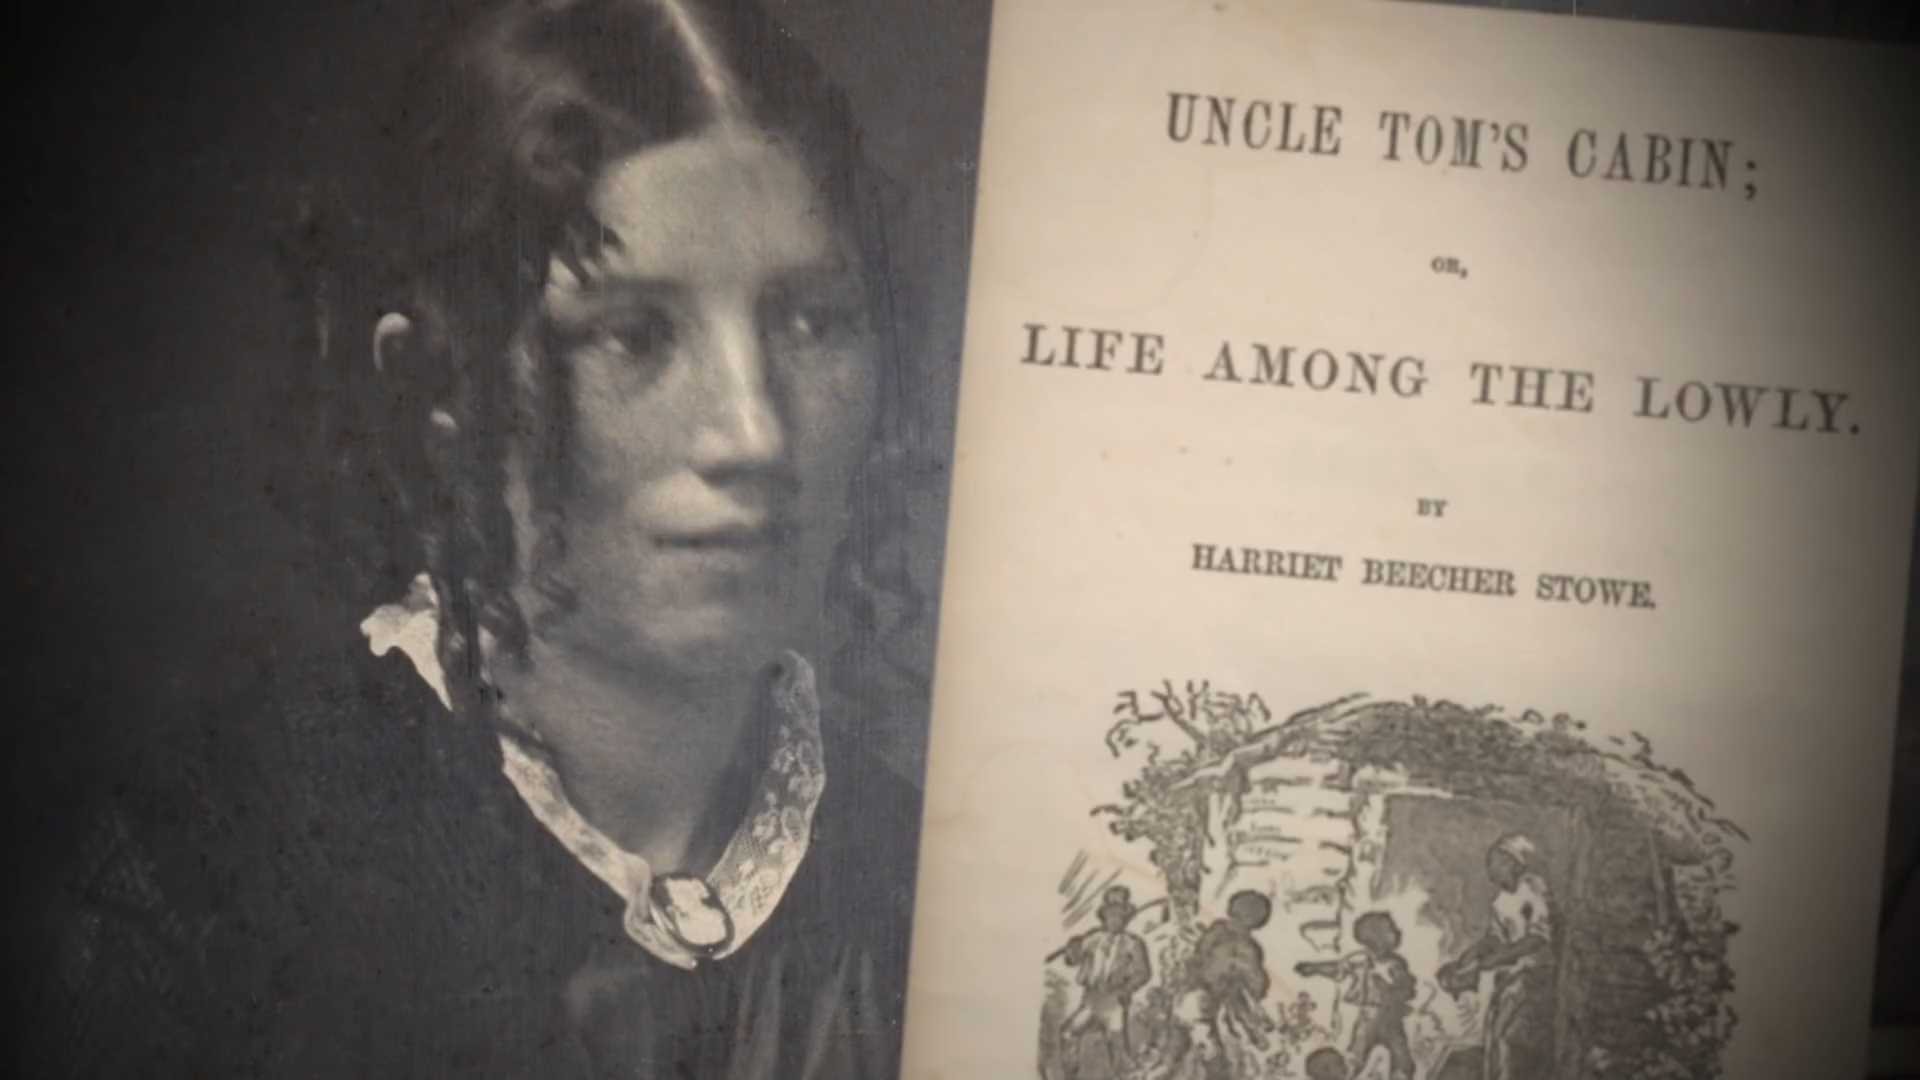 UNCLE TOM'S CABIN;
OR,
LIFE AMONG THE LOWLY.
BY
HARRIET BEECHER STOWE.